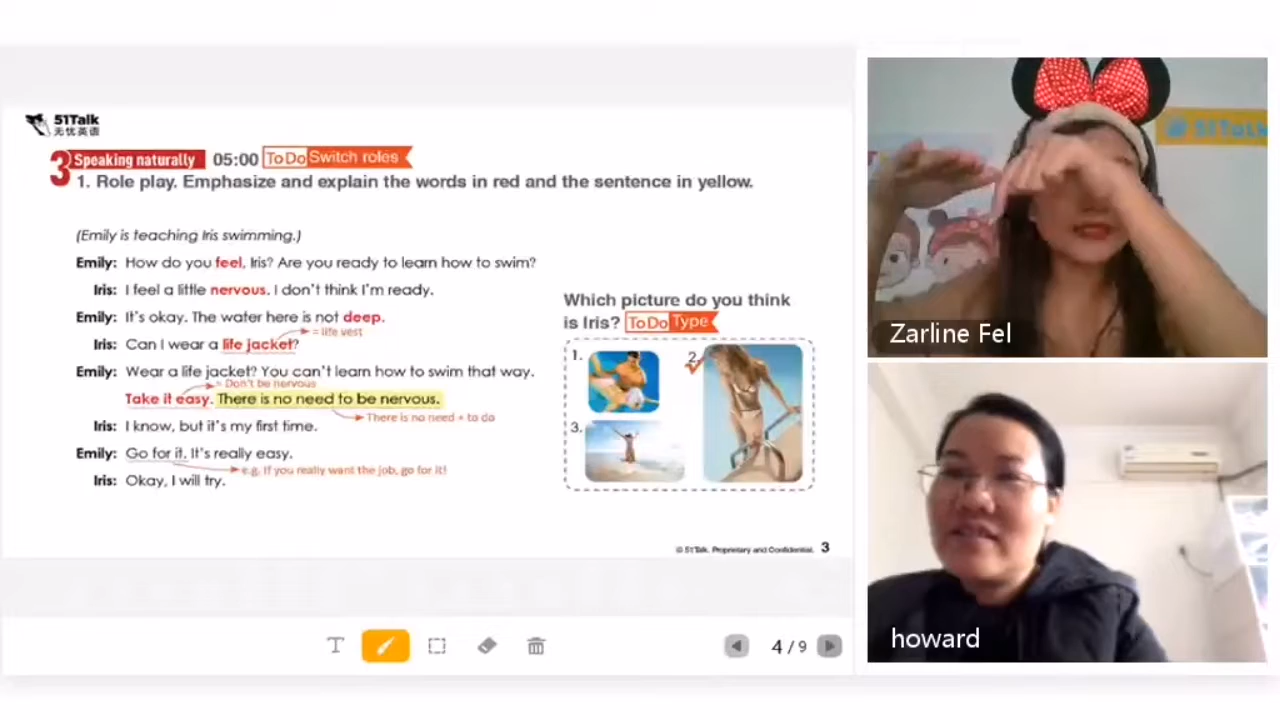 51Talk
无忧英语
3 Speaking naturally 05:00 To Do Switch roles
1. Role play. Emphasize and explain the words in red and the sentence in yellow.
(Emily is teaching Iris swimming.)
Emily: How do you feel, Iris? Are you ready to learn how to swim?
Iris: I feel a little nervous. I don't think I'm ready.
Emily: It's okay. The water here is not deep.
= life vest
Iris: Can I wear a life jacket?
Emily: Wear a life jacket? You can't learn how to swim that way.
= Don't be nervous
Take it easy. There is no need to be nervous.
There is no need + to do
Iris: I know, but it's my first time.
Emily: Go for it. It's really easy.
e.g. If you really want the job, go for it!
Iris: Okay, I will try.
Which picture do you think
is Iris? To Do Type
1.
2.
3.
© 51Talk. Proprietary and Confidential. 3
T
4 / 9
51Talk
Zarline Fel
howard